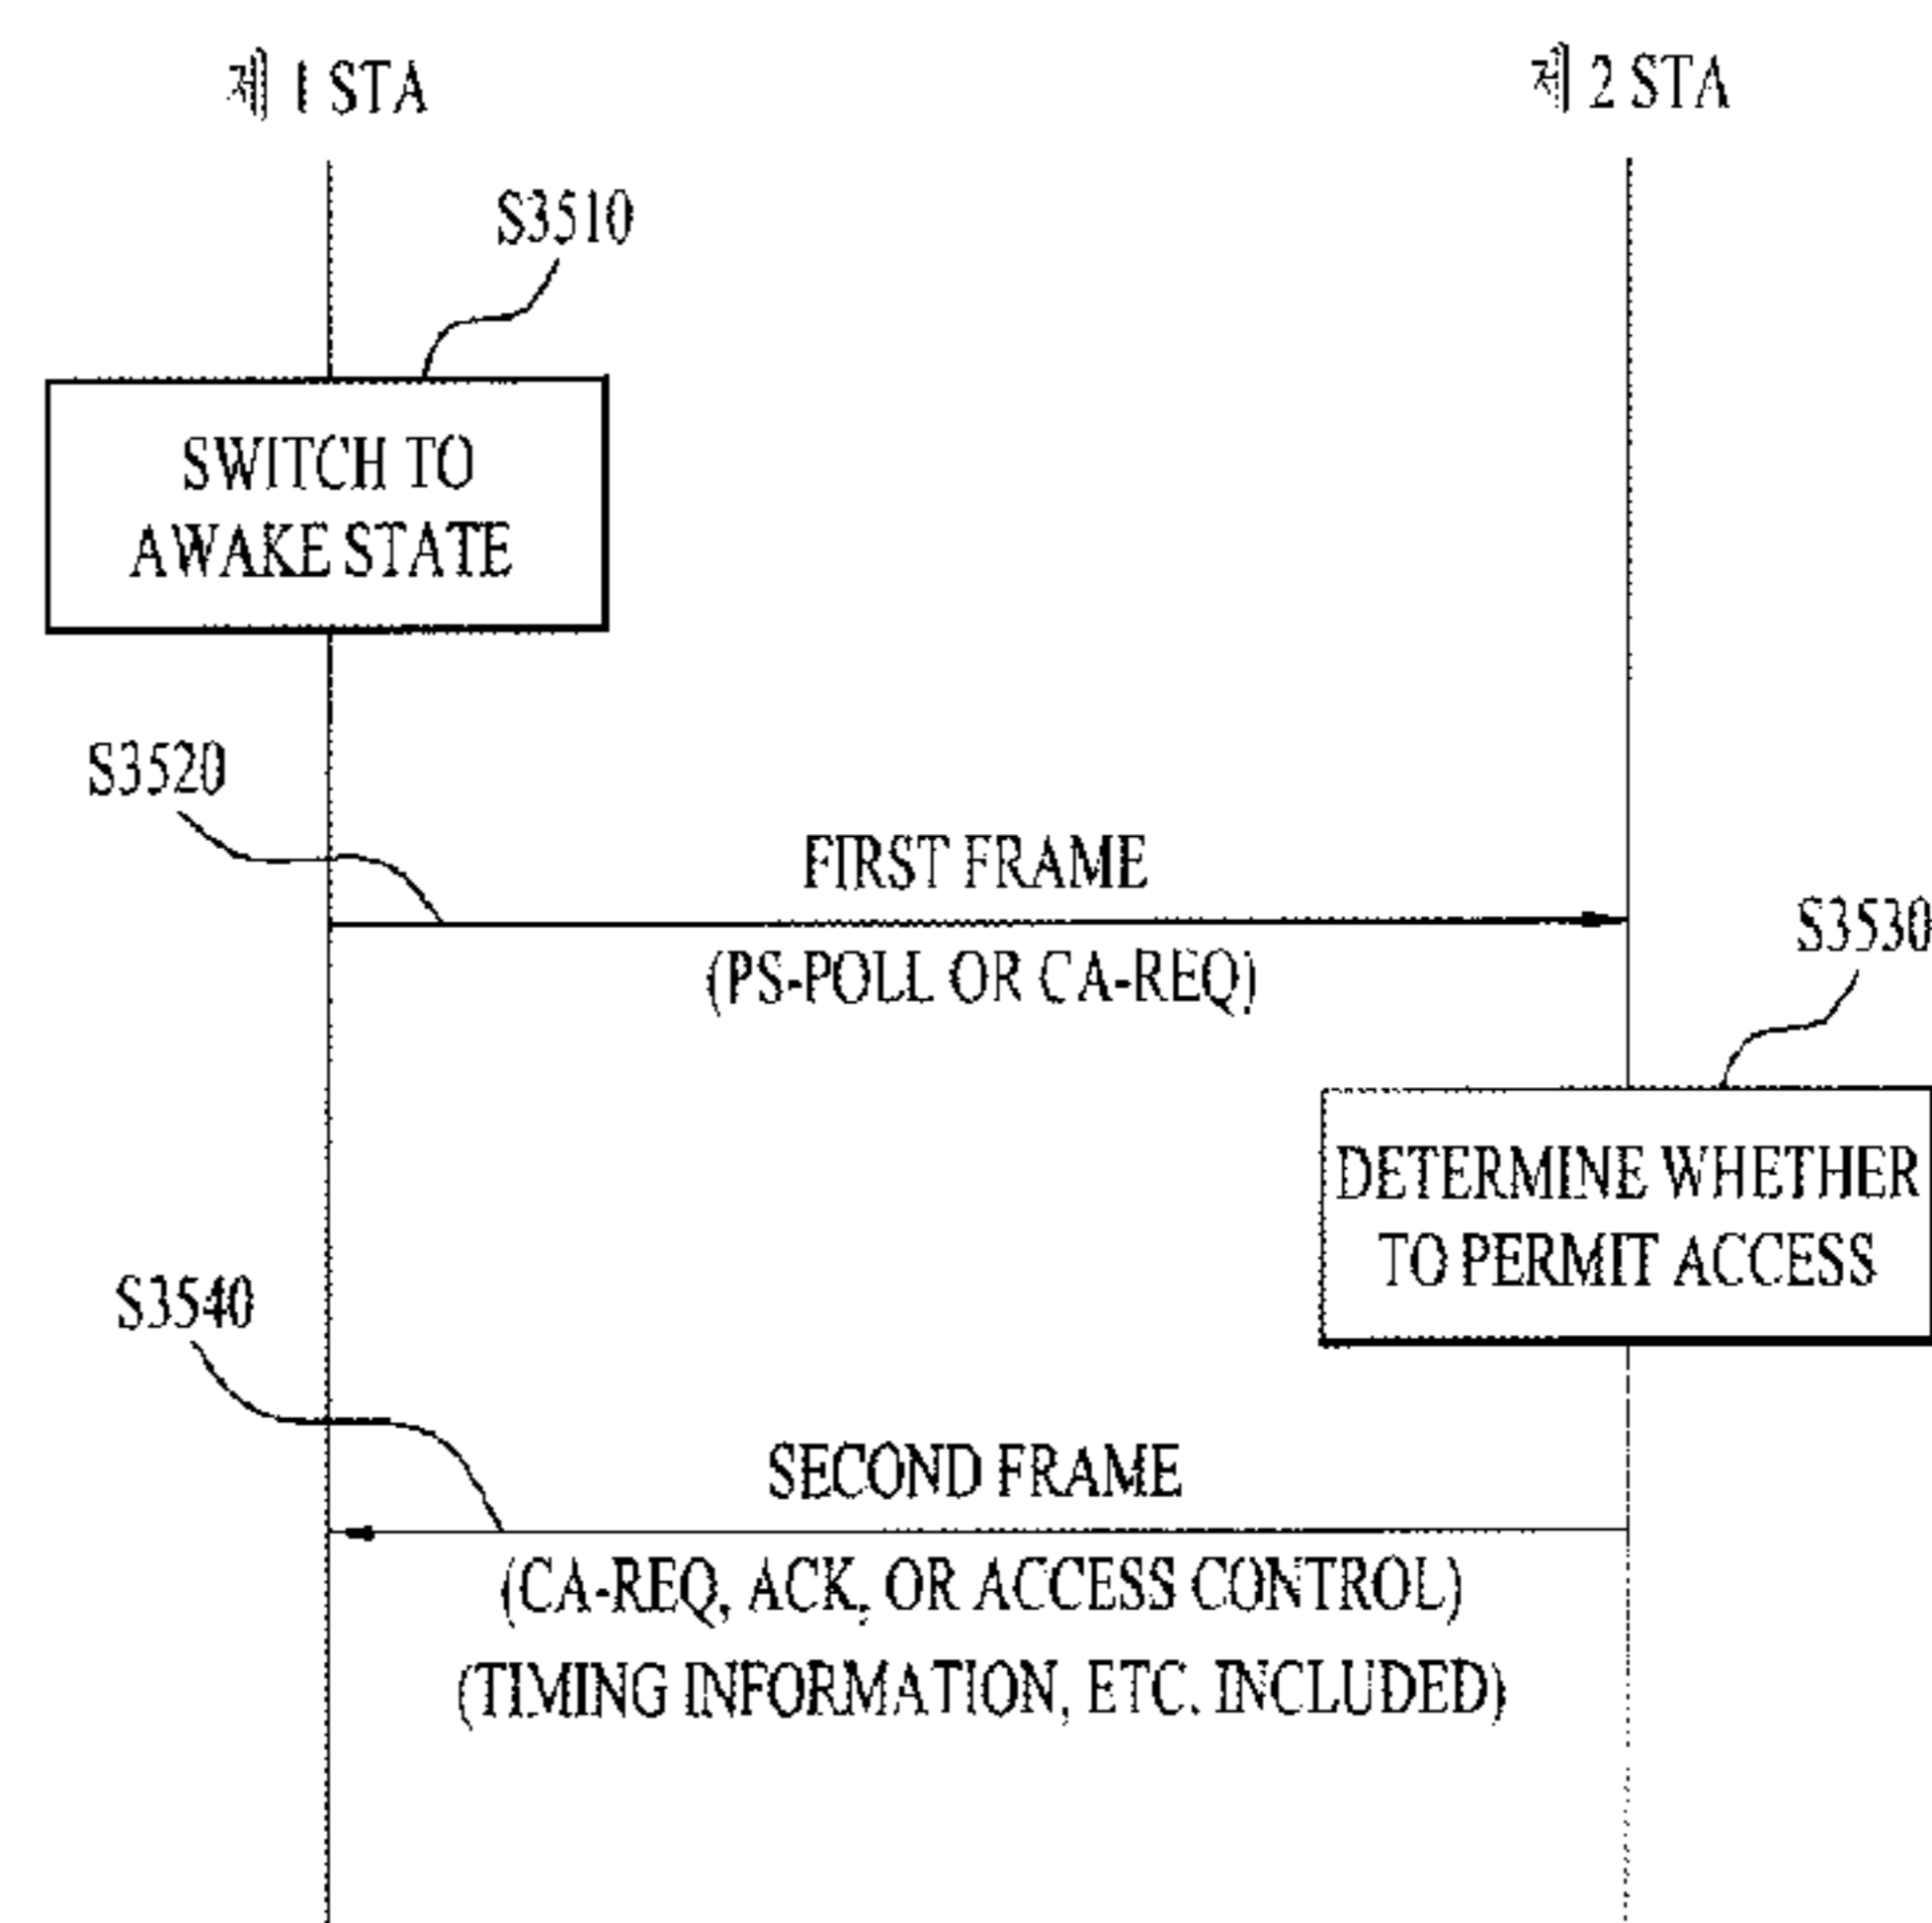 제 1 STA
제 2 STA
S3510
SWITCH TO
AWAKE STATE
S3520
FIRST FRAME
(PS-POLL OR CA-REQ)
S3530
DETERMINE WHETHER
TO PERMIT ACCESS
S3540
SECOND FRAME
(CA-REQ, ACK, OR ACCESS CONTROL)
(TIMING INFORMATION, ETC. INCLUDED)